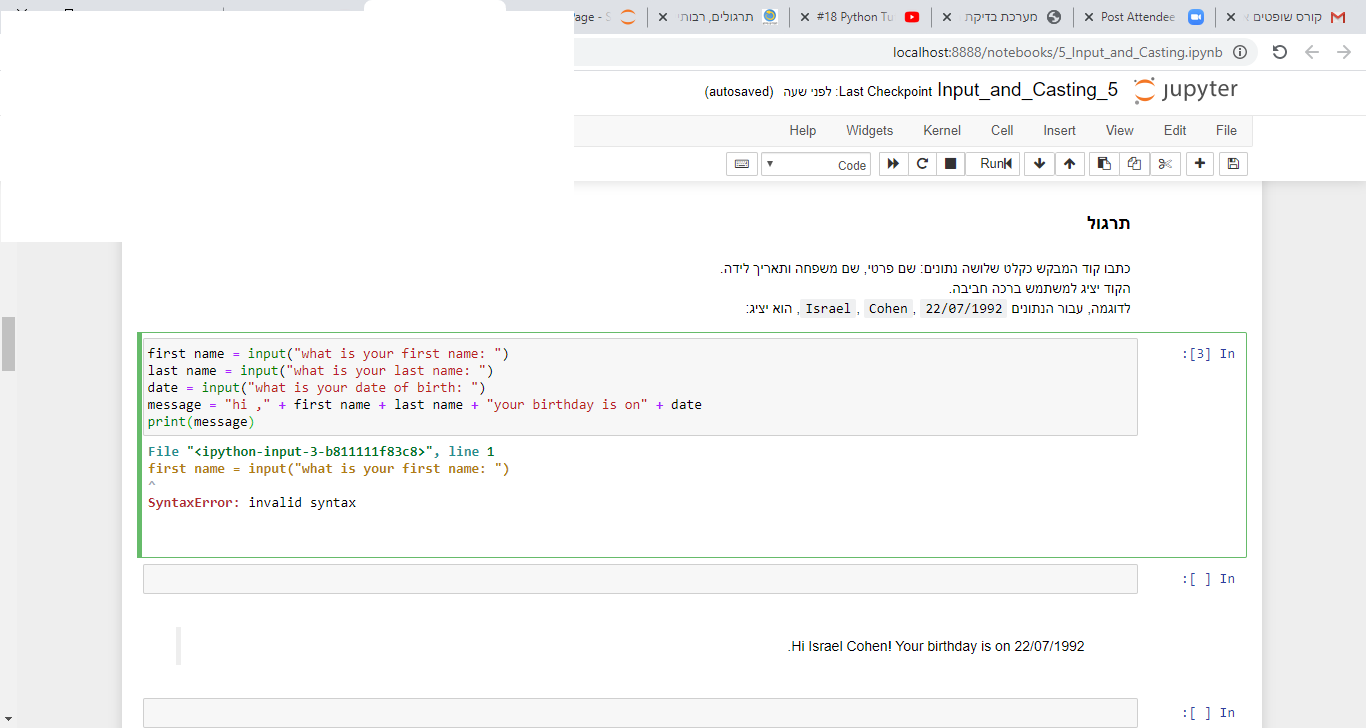 קורס שופטים
Post Attendee
מערכת בדיקת
#18 Python Tu
תרגולים, רבותי
Page - S
localhost:8888/notebooks/5_Input_and_Casting.ipynb
jupyter Input_and_Casting_5 Last Checkpoint: לפני שעה (autosaved)
File Edit View Insert Cell Kernel Widgets Help
Run Code
תרגול
כתבו קוד המבקש כקלט שלושה נתונים: שם פרטי, שם משפחה ותאריך לידה.
הקוד יציג למשתמש ברכה חביבה.
לדוגמה, עבור הנתונים 22/07/1992 , Cohen , Israel , הוא יציג:
In [3]:
first name = input("what is your first name: ")
last name = input("what is your last name: ")
date = input("what is your date of birth: ")
message = "hi ," + first name + last name + "your birthday is on" + date
print(message)
File "<ipython-input-3-b811111f83c8>", line 1
first name = input("what is your first name: ")
^
SyntaxError: invalid syntax
In [ ]:
Hi Israel Cohen! Your birthday is on 22/07/1992.
In [ ]: